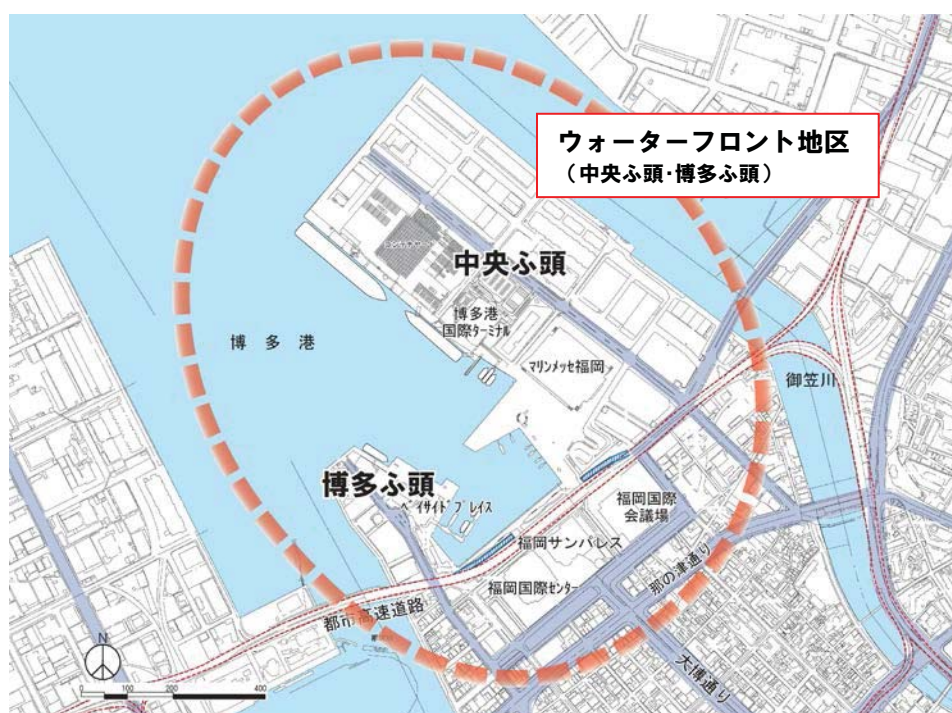 ウォーターフロント地区
（中央ふ頭･博多ふ頭）
中央ふ頭
博多港
国際ターミナル
マリンメッセ福岡
博多港
御笠川
博多ふ頭
ベイサイドプレイス
福岡国際
会議場
福岡サンパレス
那の津通り
福岡国際センター
都市高速道路
大博通り
N
0 100 200 400